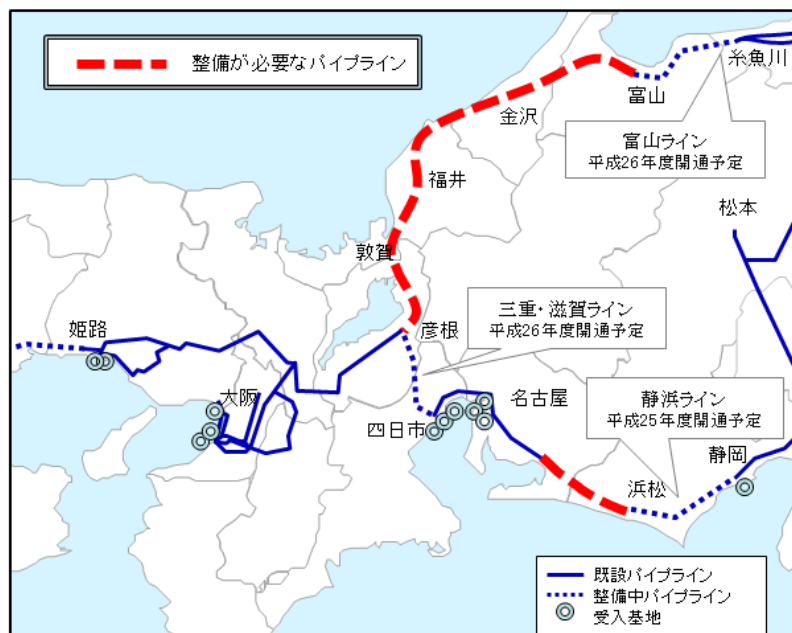 整備が必要なパイプライン
糸魚川
富山
金沢
富山ライン
平成26年度開通予定
福井
松本
敦賀
三重・滋賀ライン
平成26年度開通予定
姫路
彦根
大阪
名古屋
静浜ライン
平成25年度開通予定
四日市
静岡
浜松
既設パイプライン
整備中パイプライン
受入基地